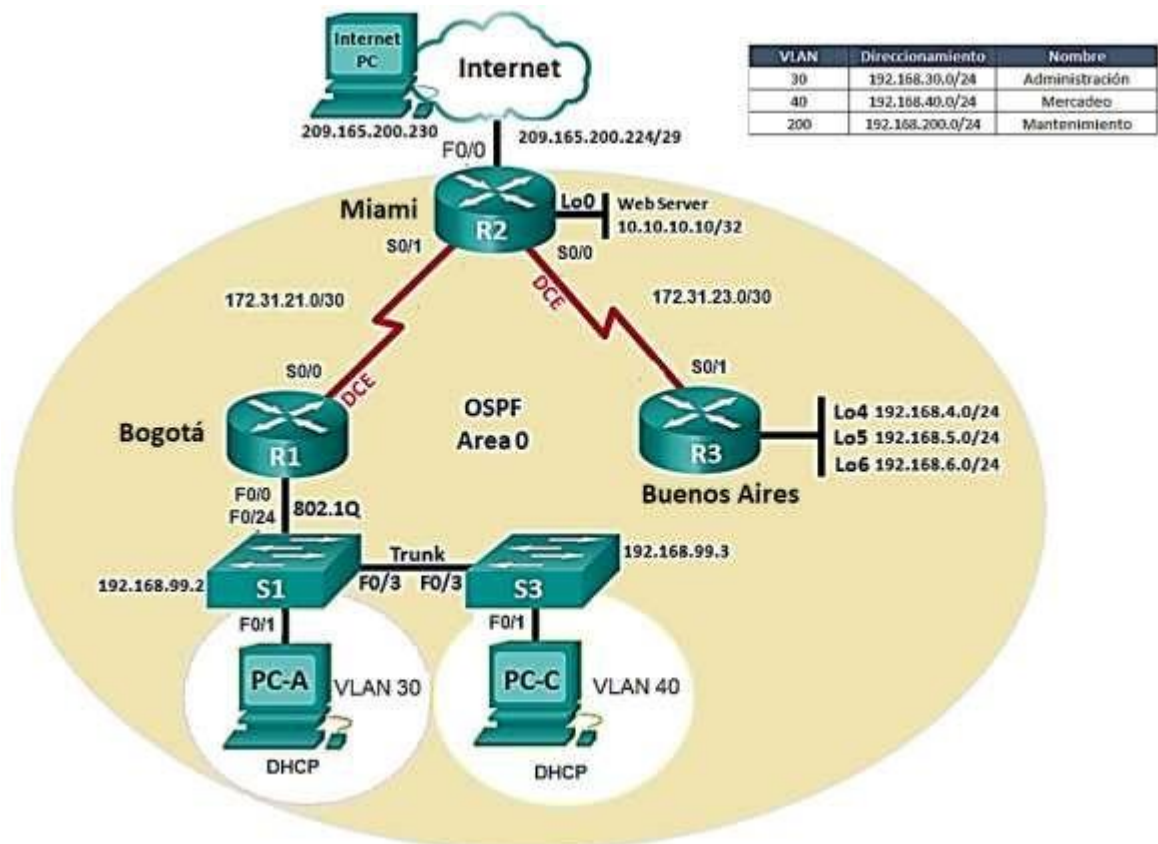 Internet
PC
Internet
209.165.200.230
F0/0
209.165.200.224/29
VLAN Direccionamiento Nombre
30 192.168.30.0/24 Administración
40 192.168.40.0/24 Mercadeo
200 192.168.200.0/24 Mantenimiento
Miami
R2
Lo0
Web Server
10.10.10.10/32
S0/1
S0/0
DCE
172.31.21.0/30
172.31.23.0/30
S0/0
DCE
S0/1
Bogotá
R1
OSPF
Area 0
R3
Buenos Aires
Lo4 192.168.4.0/24
Lo5 192.168.5.0/24
Lo6 192.168.6.0/24
F0/0
F0/24
802.1Q
192.168.99.2
S1
Trunk
F0/3 F0/3
S3
192.168.99.3
F0/1
F0/1
PC-A
VLAN 30
DHCP
PC-C
VLAN 40
DHCP